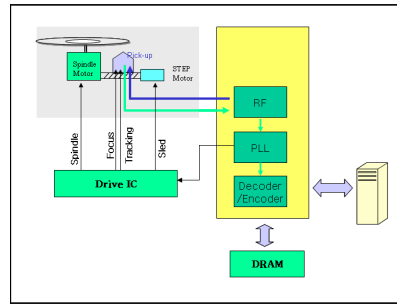 Pick-up
Spindle
Motor
STEP
Motor
RF
PLL
Decoder
/Encoder
Spindle
Focus
Tracking
Sled
Drive IC
DRAM